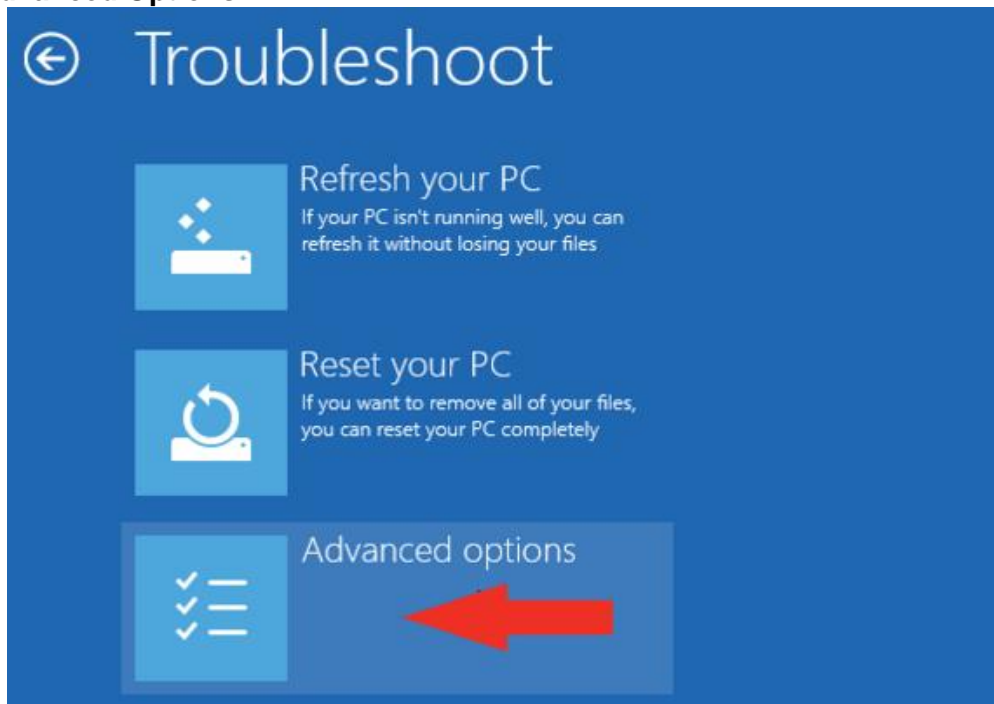 Troubleshoot
Refresh your PC
If your PC isn't running well, you can
refresh it without losing your files
Reset your PC
If you want to remove all of your files,
you can reset your PC completely
Advanced options